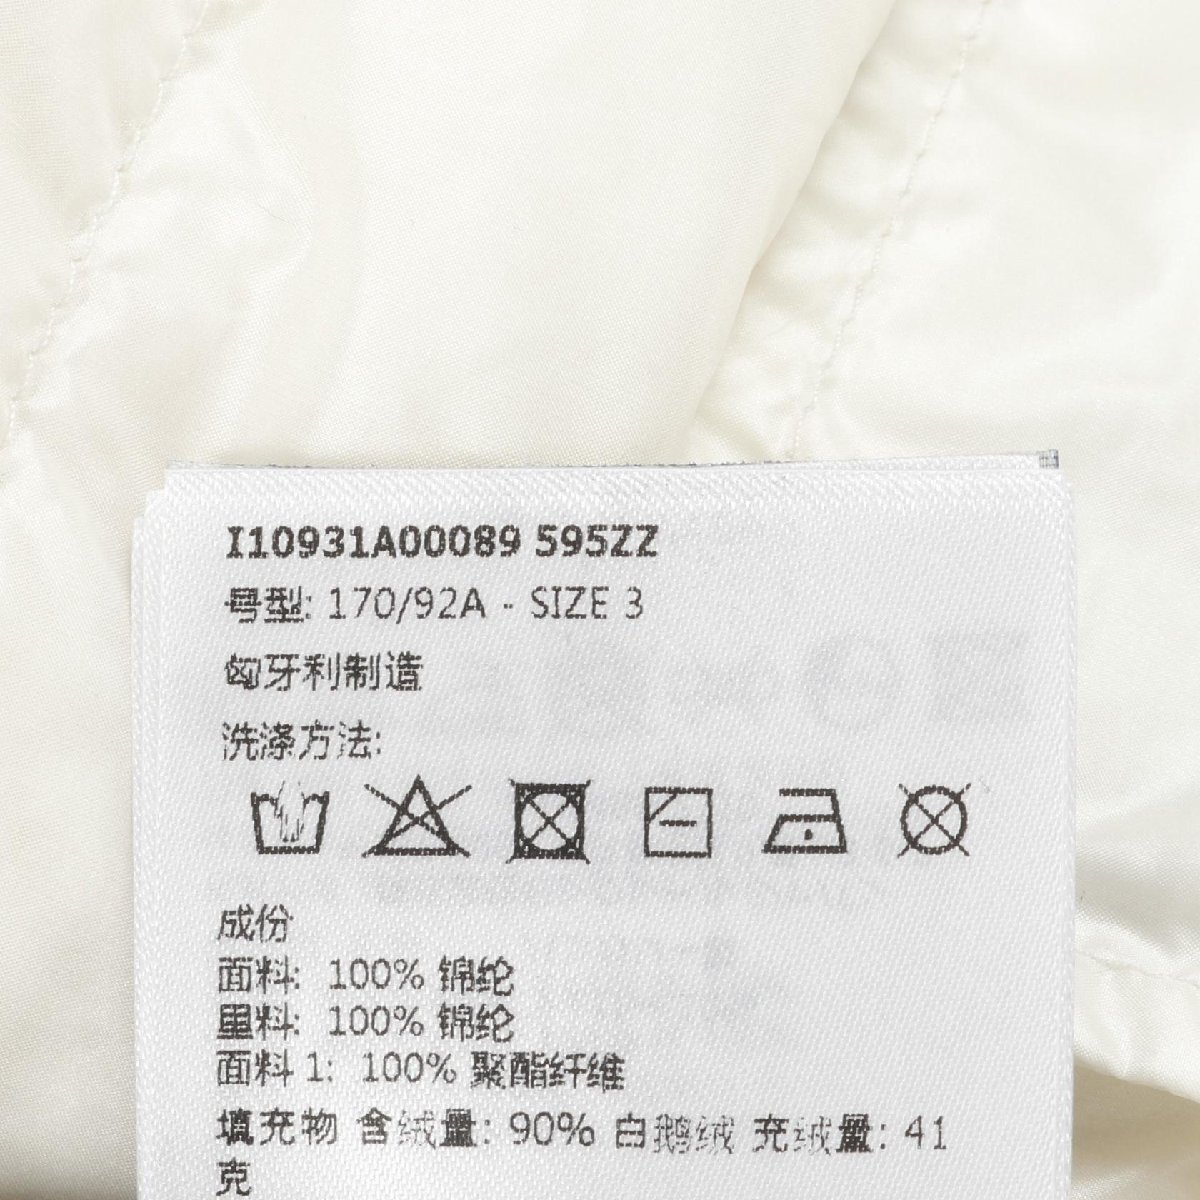 I10931A00089 595ZZ
号型: 170/92A - SIZE 3
匈牙利制造
洗涤方法:
成份
面料: 100% 锦纶
里料: 100% 锦纶
面料 1: 100% 聚酯纤维
填充物 含绒量: 90% 白鹅绒 充绒量: 41
克